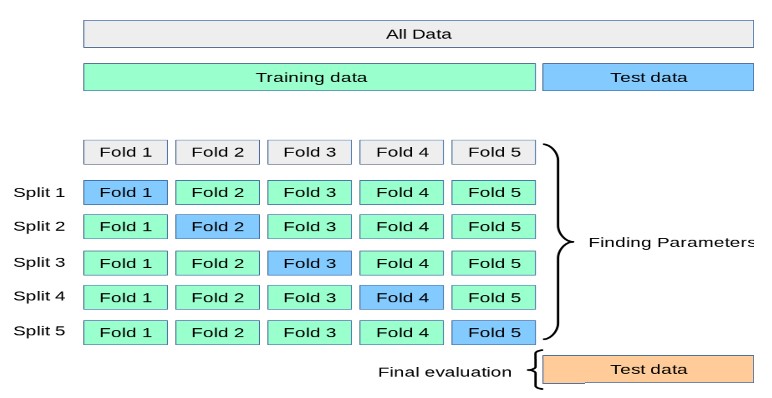 All Data
Training data Test data
Fold 1 Fold 2 Fold 3 Fold 4 Fold 5
Split 1 Fold 1 Fold 2 Fold 3 Fold 4 Fold 5
Split 2 Fold 1 Fold 2 Fold 3 Fold 4 Fold 5
Finding Parameters
Split 3 Fold 1 Fold 2 Fold 3 Fold 4 Fold 5
Split 4 Fold 1 Fold 2 Fold 3 Fold 4 Fold 5
Split 5 Fold 1 Fold 2 Fold 3 Fold 4 Fold 5
Final evaluation Test data